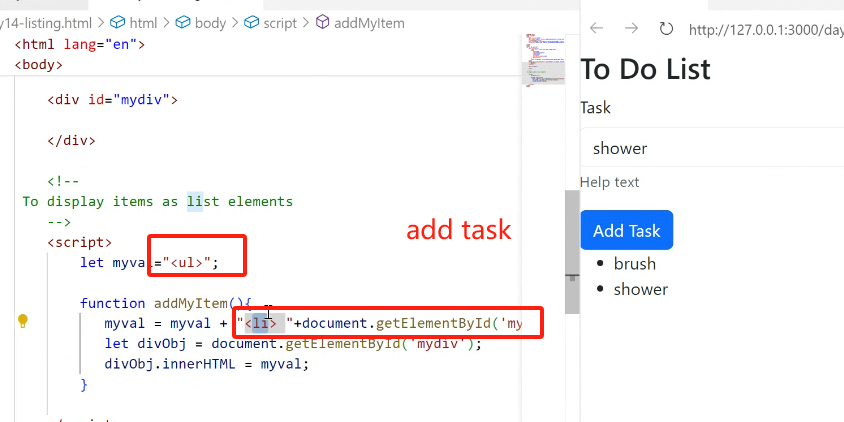 y14-listing.html > html > body > script > addMyItem
http://127.0.0.1:3000/day
<html lang="en">
<body>
<div id="mydiv">
</div>
<!--
To display items as list elements
-->
<script>
let myval="<ul>";
function addMyItem(){
myval = myval + "<li> "+document.getElementById('my
let divObj = document.getElementById('mydiv');
divObj.innerHTML = myval;
}
add task
To Do List
Task
shower
Help text
Add Task
• brush
• shower